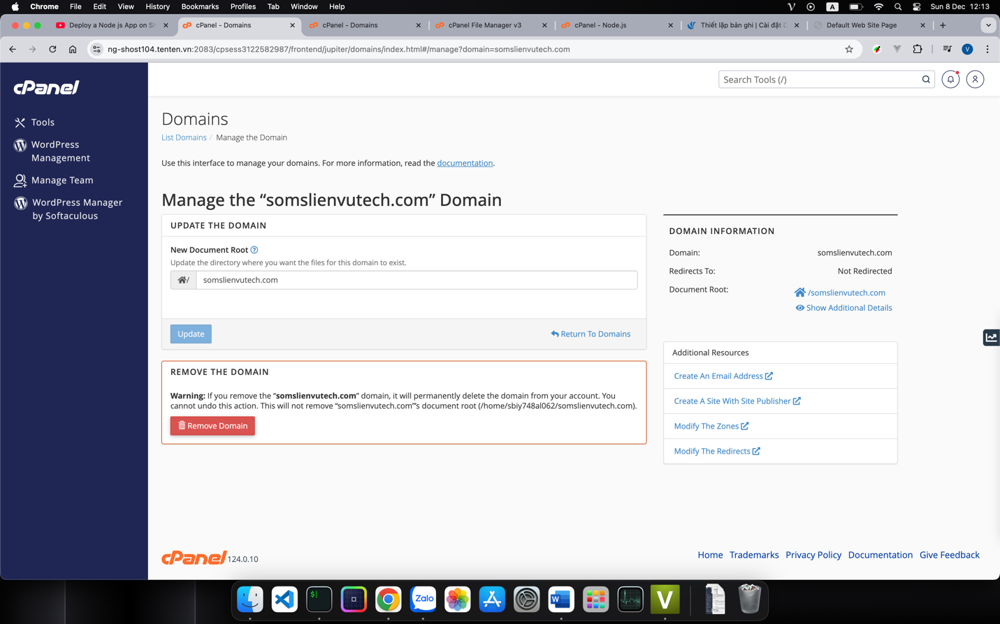 Chrome File Edit View History Bookmarks Profiles Tab Window Help
A
Sun 8 Dec 12:13
Deploy a Node js App on Sh
cPanel - Domains
cPanel - Domains
cPanel File Manager v3
cPanel - Node.js
Thiết lập bản ghi | Cài đặt D
Default Web Site Page
ng-shost104.tenten.vn:2083/cpsess3122582987/frontend/jupiter/domains/index.html#/manage?domain=somslienvutech.com
V
cPanel
Search Tools (/)
Tools
WordPress
Management
Manage Team
WordPress Manager
by Softaculous
Domains
List Domains / Manage the Domain
Use this interface to manage your domains. For more information, read the documentation.
Manage the “somslienvutech.com” Domain
UPDATE THE DOMAIN
New Document Root
Update the directory where you want the files for this domain to exist.
/ somslienvutech.com
Update
Return To Domains
REMOVE THE DOMAIN
Warning: If you remove the “somslienvutech.com” domain, it will permanently delete the domain from your account. You
cannot undo this action. This will not remove “somslienvutech.com”’s document root (/home/sbiy748al062/somslienvutech.com).
Remove Domain
DOMAIN INFORMATION
Domain: somslienvutech.com
Redirects To: Not Redirected
Document Root: /somslienvutech.com
Show Additional Details
Additional Resources
Create An Email Address
Create A Site With Site Publisher
Modify The Zones
Modify The Redirects
cPanel 124.0.10
Home Trademarks Privacy Policy Documentation Give Feedback
$
Zalo
W
V